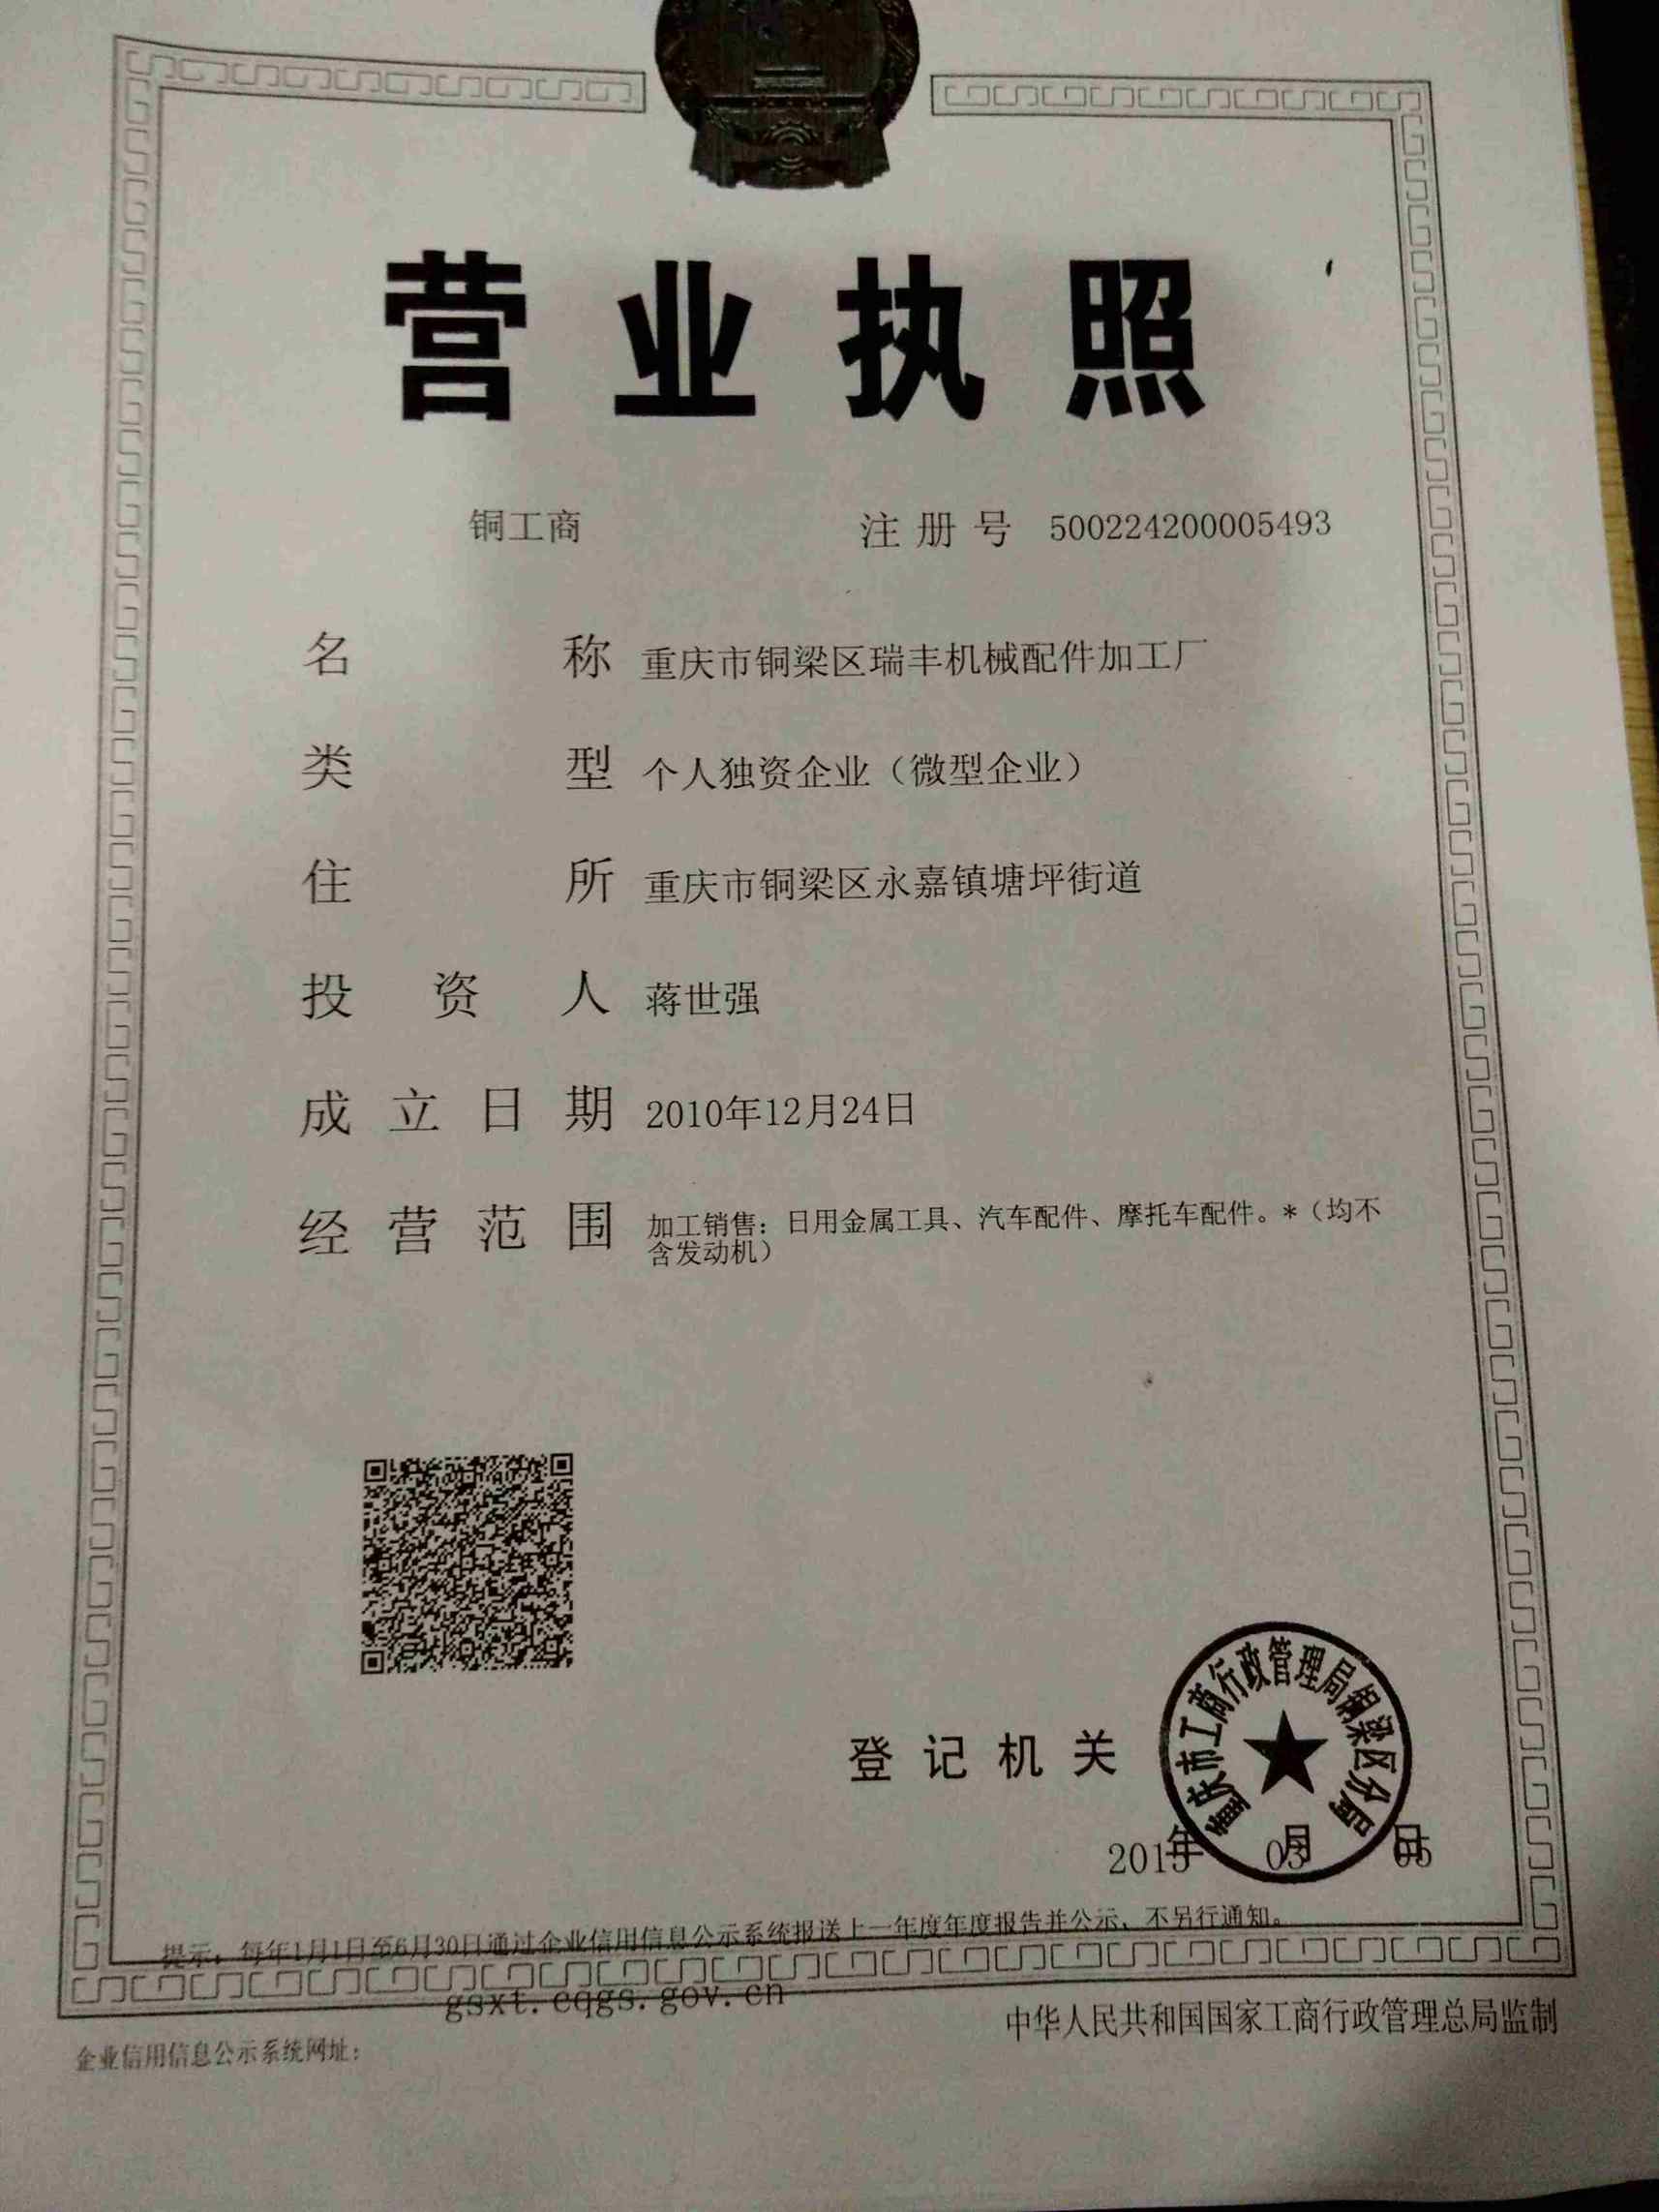 营业执照
铜工商 注册号 500224200005493
名称 重庆市铜梁区瑞丰机械配件加工厂
类型 个人独资企业（微型企业）
住所 重庆市铜梁区永嘉镇塘坪街道
投资人 蒋世强
成立日期 2010年12月24日
经营范围 加工销售：日用金属工具、汽车配件、摩托车配件。*（均不
含发动机）
重庆市工商行政管理局铜梁区分局
登记机关
2015年 03月 05日
提示：每年1月1日至6月30日通过企业信用信息公示系统报送上一年度年度报告并公示，不另行通知。
gsxt.cqgs.gov.cn
企业信用信息公示系统网址：
中华人民共和国国家工商行政管理总局监制